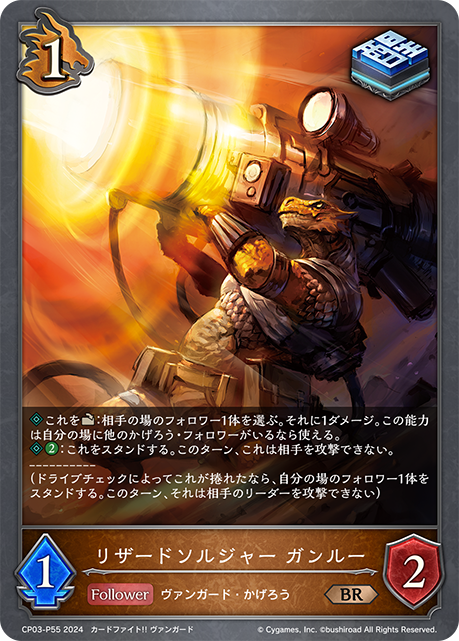 1
これを:相手の場のフォロワー1体を選ぶ。それに1ダメージ。この能力
は自分の場に他のかげろう・フォロワーがいるなら使える。
2:これをスタンドする。このターン、これは相手を攻撃できない。
----------
(ドライブチェックによってこれが捲れたなら、自分の場のフォロワー1体を
スタンドする。このターン、それは相手のリーダーを攻撃できない)
リザードソルジャー ガンルー
1
Follower ヴァンガード・かげろう BR
2
CP03-P55 2024 カードファイト!! ヴァンガード © Cygames, Inc. ©bushiroad All Rights Reserved.